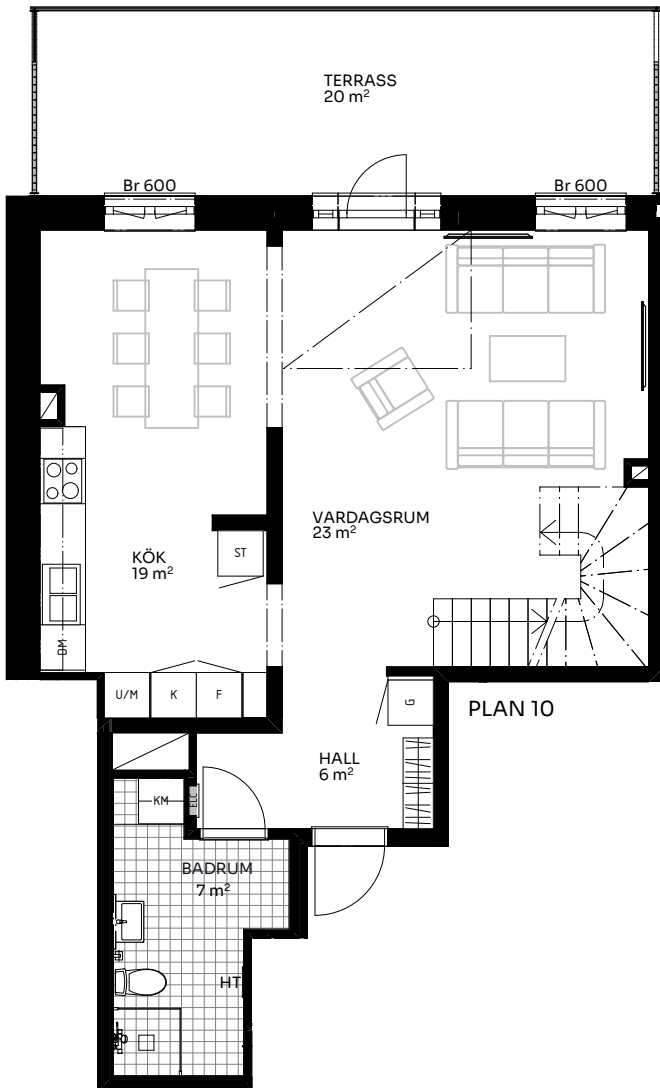 TERRASS
20 m²
Br 600
Br 600
VARDAGSRUM
23 m²
KÖK
19 m²
ST
DM
U/M
K
F
G
PLAN 10
HALL
6 m²
KM
ELC
BADRUM
7 m²
HT